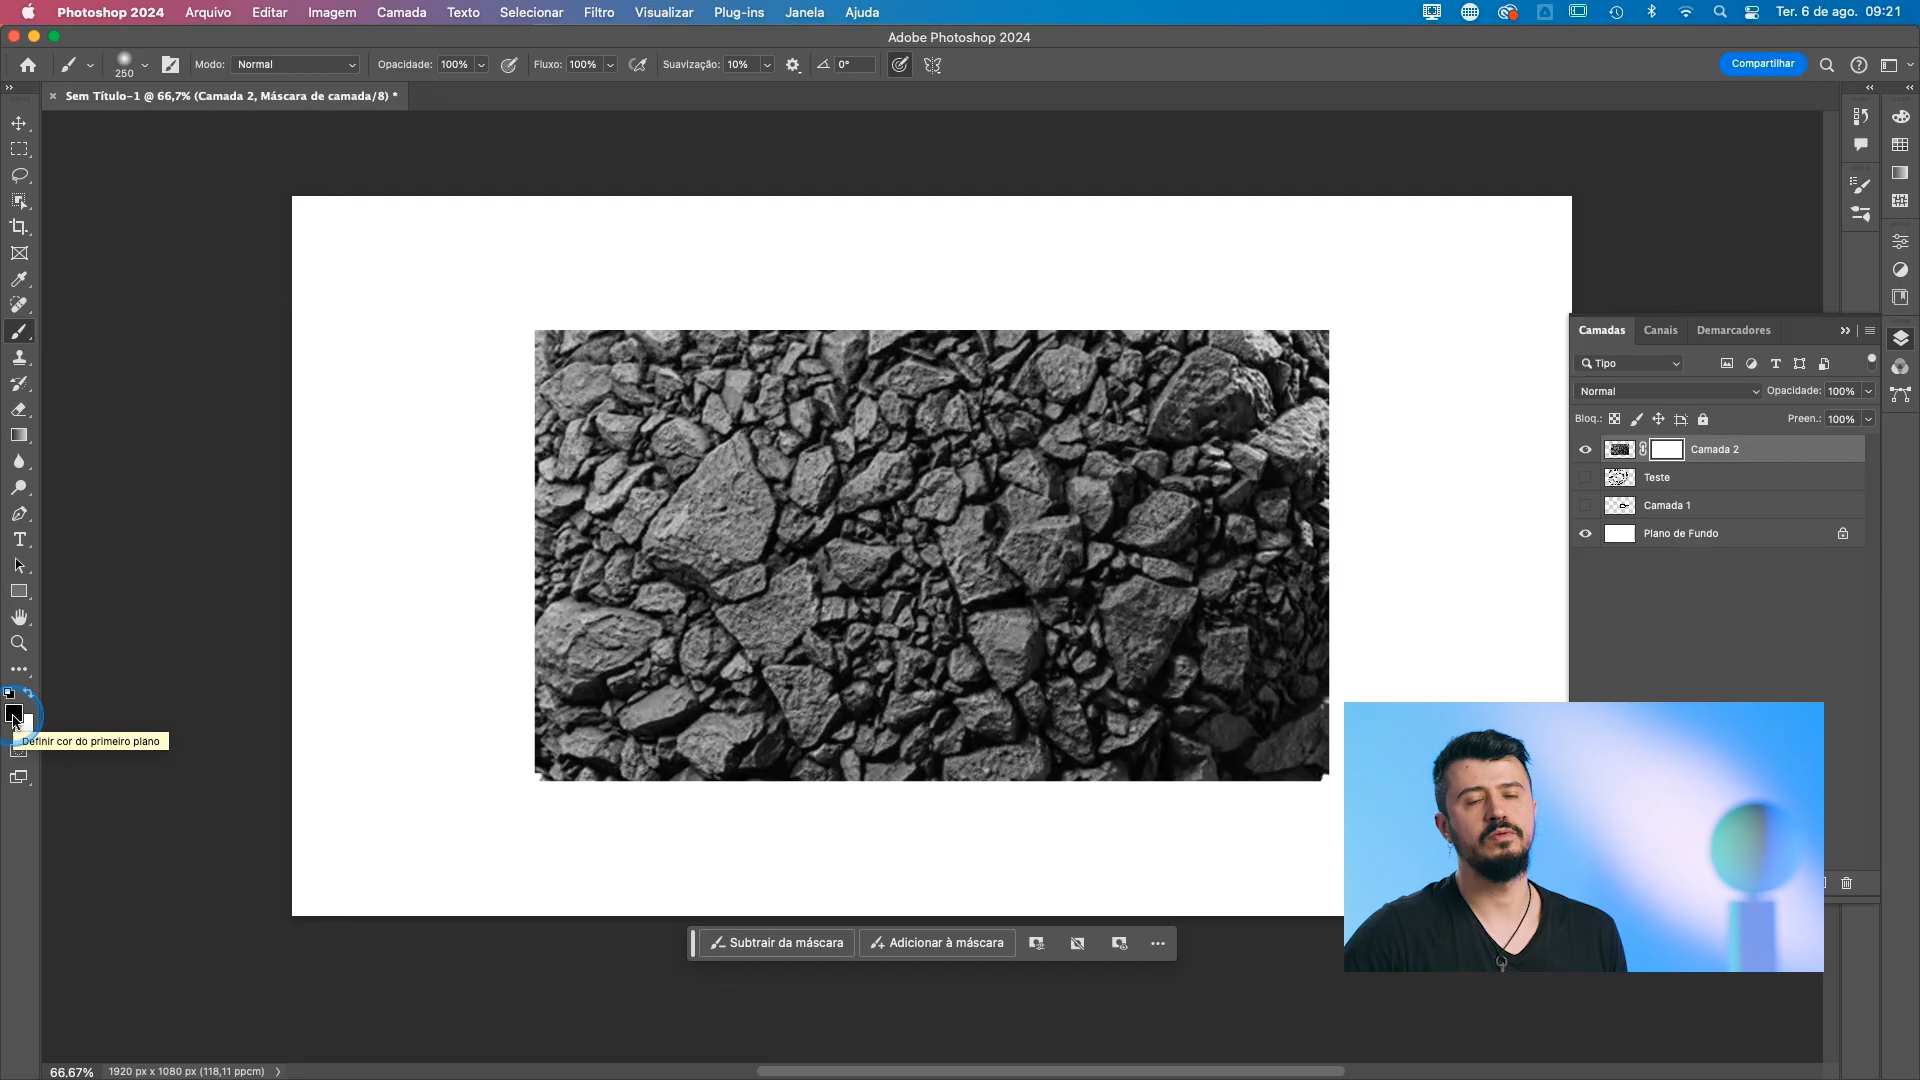 Photoshop 2024 Arquivo Editar Imagem Camada Texto Selecionar Filtro Visualizar Plug-ins Janela Ajuda Ter. 6 de ago. 09:21
Adobe Photoshop 2024
250 Modo: Normal Opacidade: 100% Fluxo: 100% Suavização: 10% 0° Compartilhar
Sem Título-1 @ 66,7% (Camada 2, Máscara de camada/8) *
Camadas Canais Demarcadores
Tipo
Normal Opacidade: 100%
Bloq.: Preen.: 100%
Camada 2
Teste
Camada 1
Plano de Fundo
Definir cor do primeiro plano
Subtrair da máscara Adicionar à máscara
66,67% 1920 px x 1080 px (118,11 ppcm)